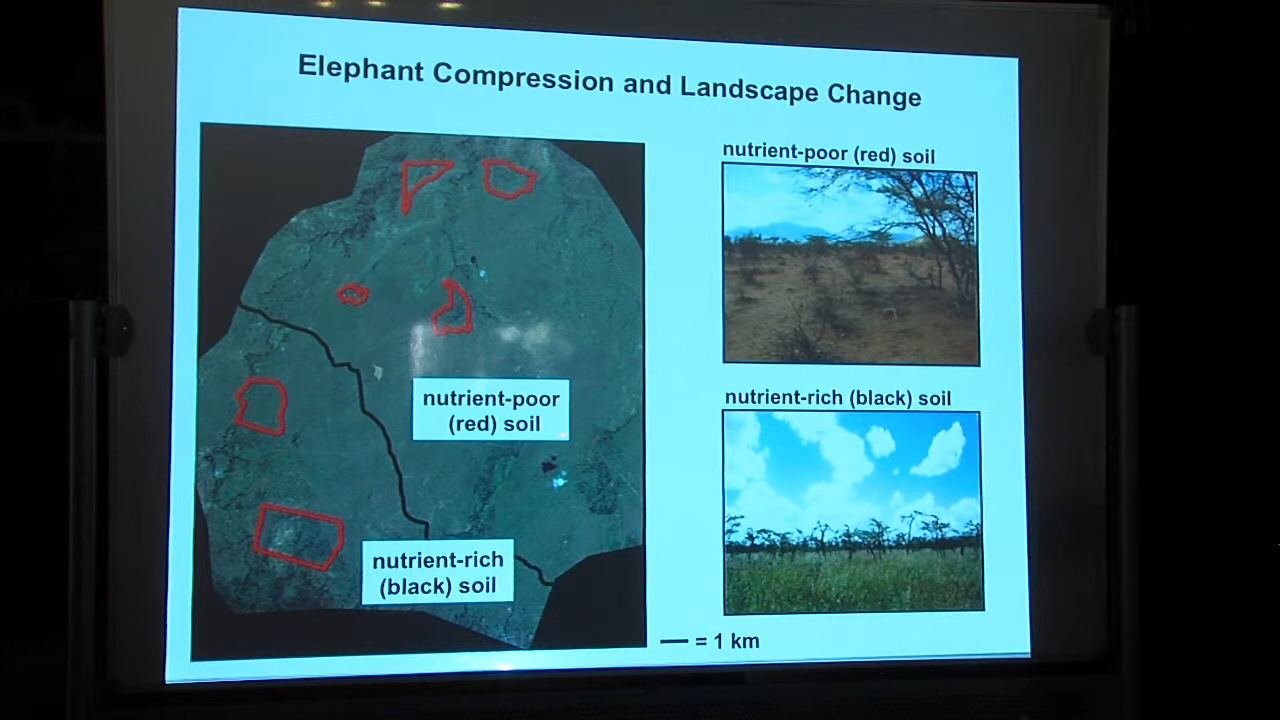 Elephant Compression and Landscape Change
nutrient-poor (red) soil
nutrient-poor
(red) soil
nutrient-rich (black) soil
nutrient-rich
(black) soil
= 1 km